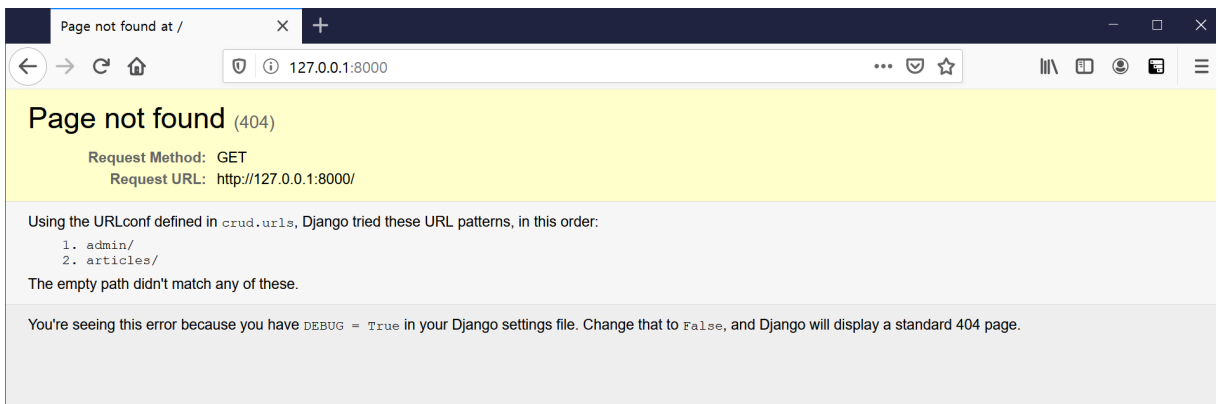 Page not found at /
127.0.0.1:8000
Page not found (404)
Request Method: GET
Request URL: http://127.0.0.1:8000/
Using the URLconf defined in crud.urls, Django tried these URL patterns, in this order:
1. admin/
2. articles/
The empty path didn't match any of these.
You're seeing this error because you have DEBUG = True in your Django settings file. Change that to False, and Django will display a standard 404 page.